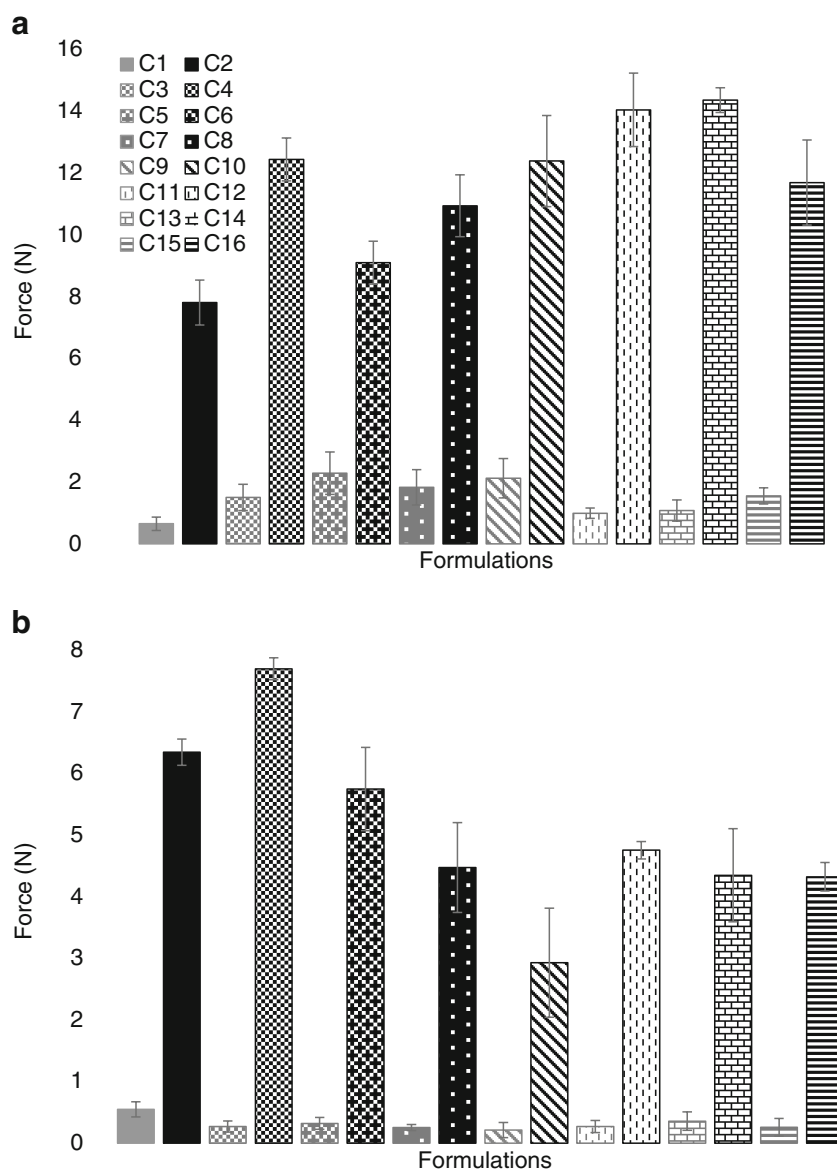 a
16
C1 C2
14
C3 C4
C5 C6
12
C7 C8
C9 C10
10
C11 C12
C13 C14
C15 C16
8
6
4
2
0
Force (N)
Formulations
b
8
7
6
5
4
3
2
1
0
Force (N)
Formulations